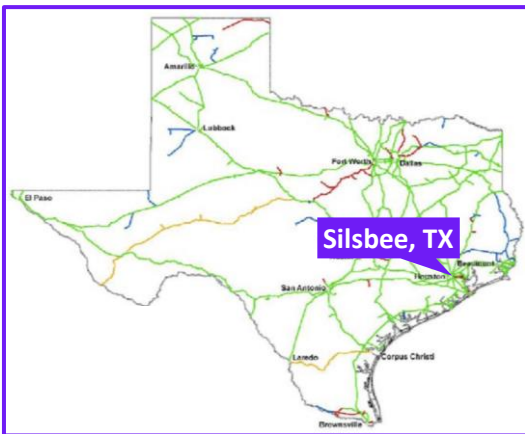 Amarillo
Lubbock
Fort Worth
Dallas
El Paso
Silsbee, TX
Beaumont
Houston
San Antonio
Laredo
Corpus Christi
Brownsville